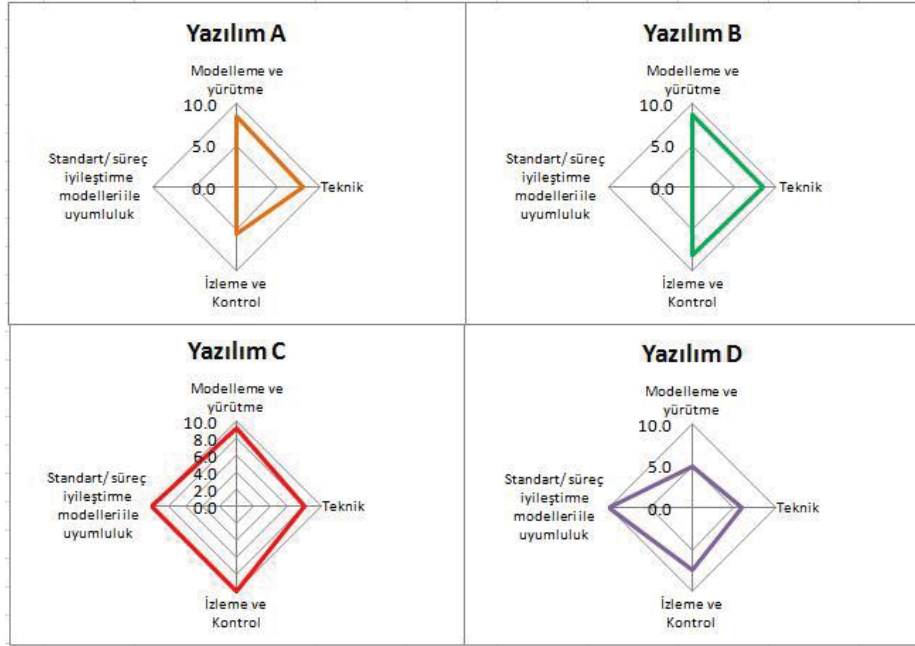 Yazılım A
Modelleme ve
yürütme
10.0
5.0
0.0
Standart/ süreç
iyileştirme
modelleri ile
uyumluluk
Teknik
İzleme ve
Kontrol
Yazılım B
Modelleme ve
yürütme
10.0
5.0
0.0
Standart/ süreç
iyileştirme
modelleri ile
uyumluluk
Teknik
İzleme ve
Kontrol
Yazılım C
Modelleme ve
yürütme
10.0
8.0
6.0
4.0
2.0
0.0
Standart/ süreç
iyileştirme
modelleri ile
uyumluluk
Teknik
İzleme ve
Kontrol
Yazılım D
Modelleme ve
yürütme
10.0
5.0
0.0
Standart/ süreç
iyileştirme
modelleri ile
uyumluluk
Teknik
İzleme ve
Kontrol